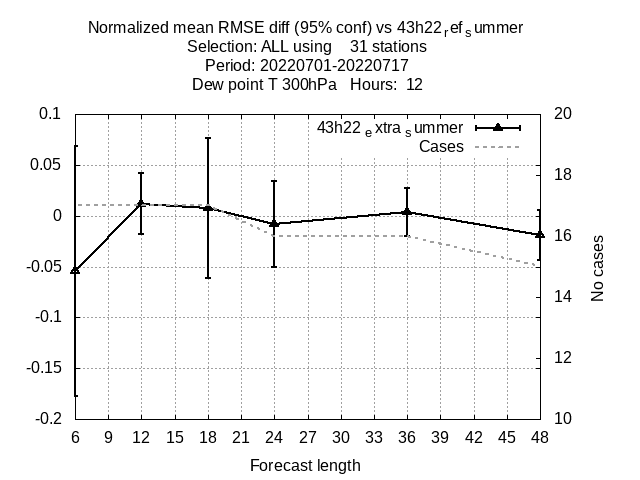 Normalized mean RMSE diff (95% conf) vs 43h22refsummer
Selection: ALL using 31 stations
Period: 20220701-20220717
Dew point T 300hPa Hours: 12
43h22extrasummer
Cases
0.1
0.05
0
-0.05
-0.1
-0.15
-0.2
20
18
16
14
12
10
No cases
6 9 12 15 18 21 24 27 30 33 36 39 42 45 48
Forecast length